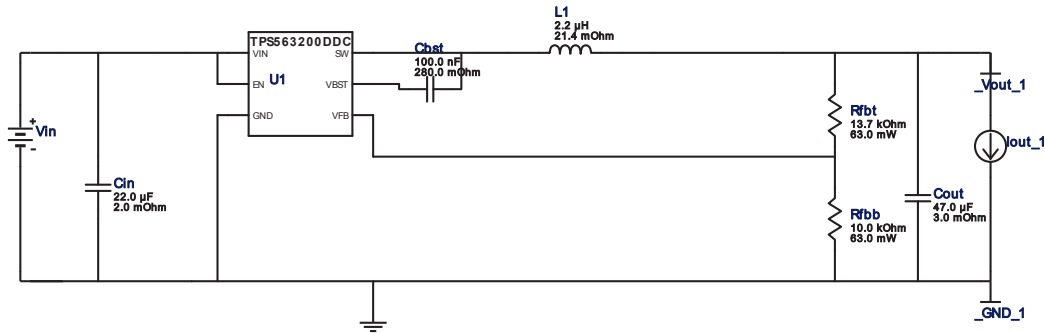 L1
2.2 µH
21.4 mOhm
TPS563200DDC
VIN
SW
EN
U1
VBST
GND
VFB
Cbst
100.0 nF
280.0 mOhm
+
Vin
-
Cin
22.0 µF
2.0 mOhm
Rfbt
13.7 kOhm
63.0 mW
Rfbb
10.0 kOhm
63.0 mW
Cout
47.0 µF
3.0 mOhm
_Vout_1
Iout_1
_GND_1